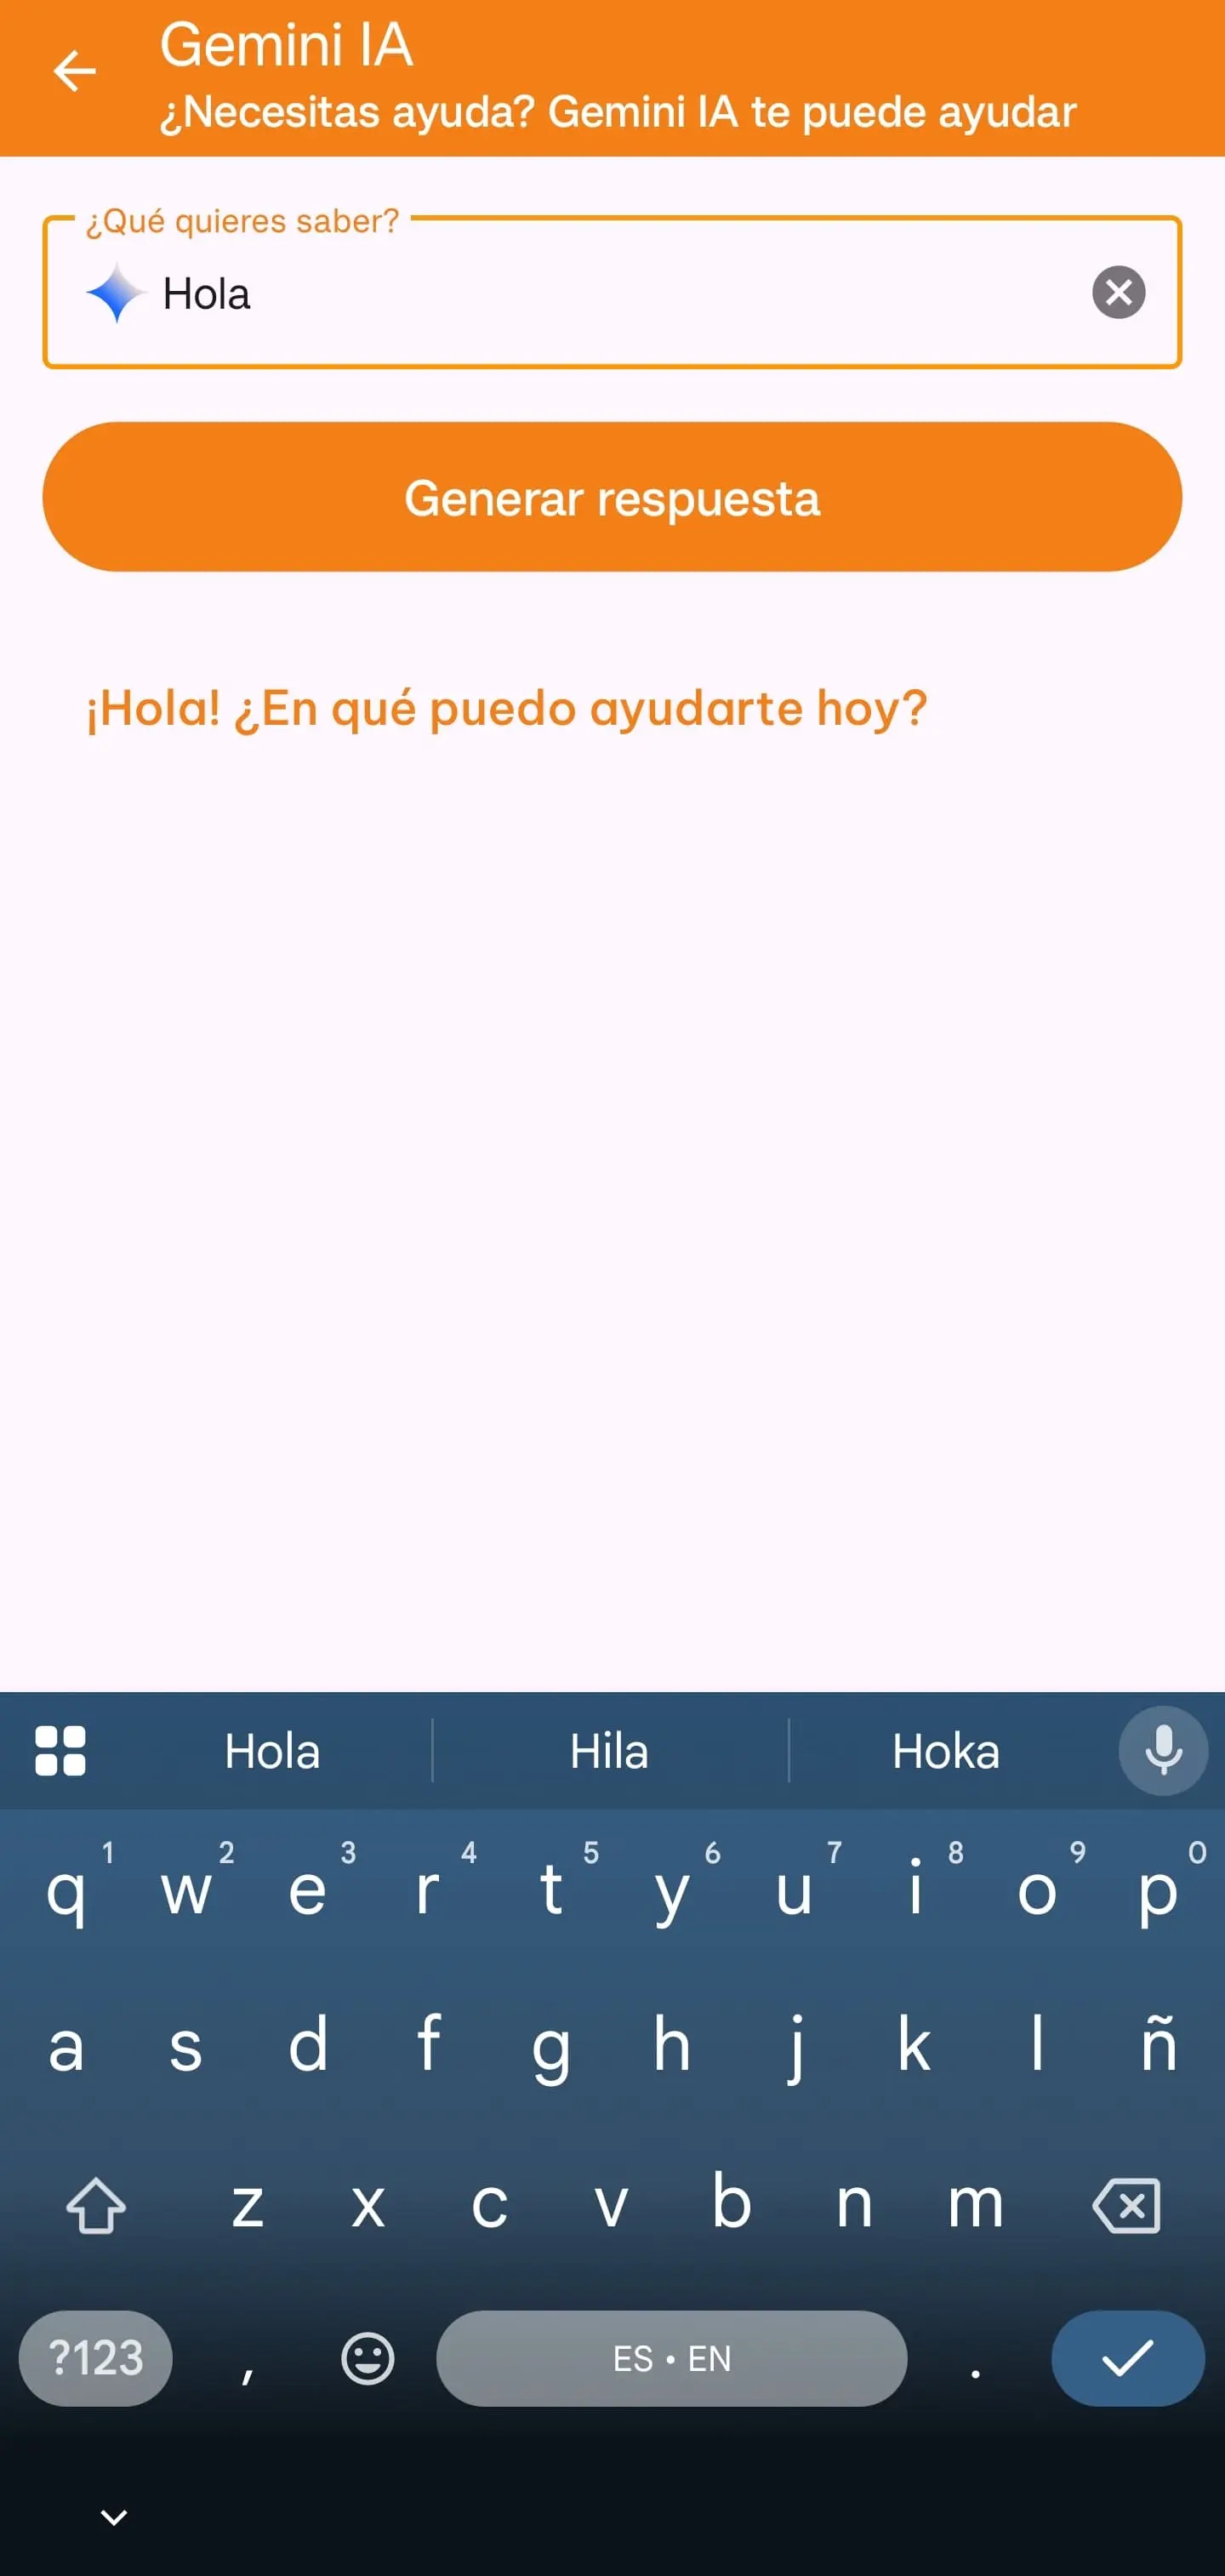 Gemini IA
¿Necesitas ayuda? Gemini IA te puede ayudar
¿Qué quieres saber?
Hola
Generar respuesta
¡Hola! ¿En qué puedo ayudarte hoy?
Hola Hila Hoka
q 1 w 2 e 3 r 4 t 5 y 6 u 7 i 8 o 9 p 0
a s d f g h j k l ñ
z x c v b n m
?123 , ES • EN .